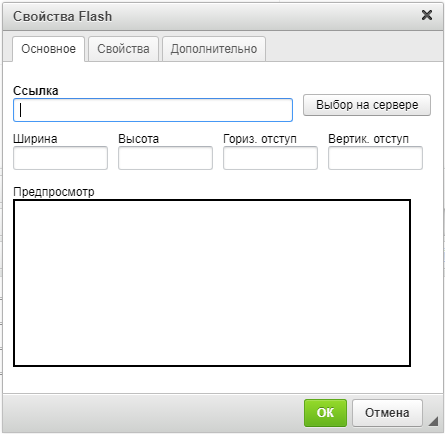 Свойства Flash
Основное Свойства Дополнительно
Ссылка
Выбор на сервере
Ширина Высота Гориз. отступ Вертик. отступ
Предпросмотр
ОК Отмена